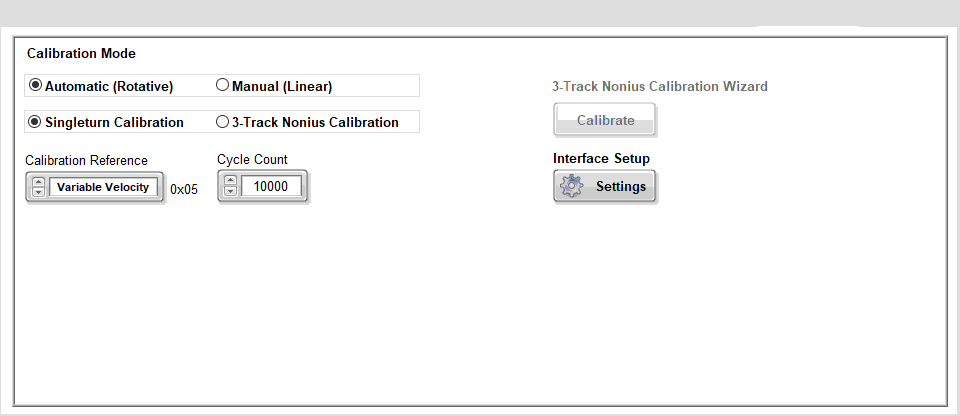 Calibration Mode
Automatic (Rotative) Manual (Linear)
3-Track Nonius Calibration Wizard
Singleturn Calibration 3-Track Nonius Calibration
Calibrate
Calibration Reference Cycle Count
Interface Setup
Variable Velocity 0x05 10000
Settings